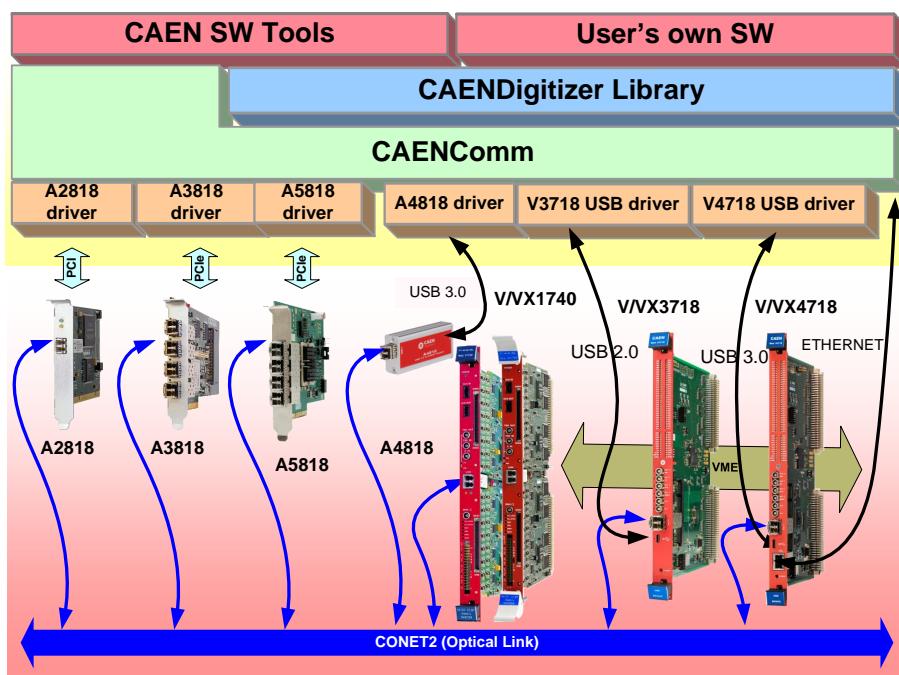 CAEN SW Tools
User's own SW
CAENDigitizer Library
CAENComm
A2818
driver
A3818
driver
A5818
driver
A4818 driver
V3718 USB driver
V4718 USB driver
PCI
PCIe
PCIe
USB 3.0
V/VX1740
V/VX3718
V/VX4718
USB 2.0
USB 3.0
ETHERNET
CAEN
A4818
A2818
A3818
A5818
A4818
VME
CONET2 (Optical Link)